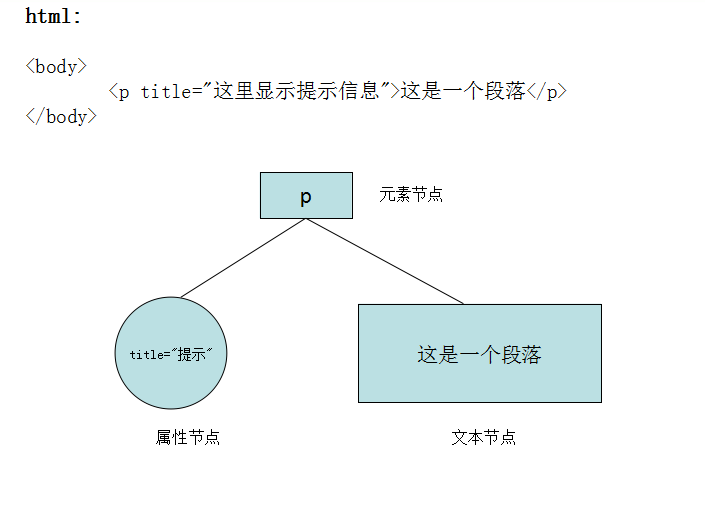 html:
<body>
<p title="这里显示提示信息">这是一个段落</p>
</body>
p
元素节点
title="提示"
这是一个段落
属性节点
文本节点